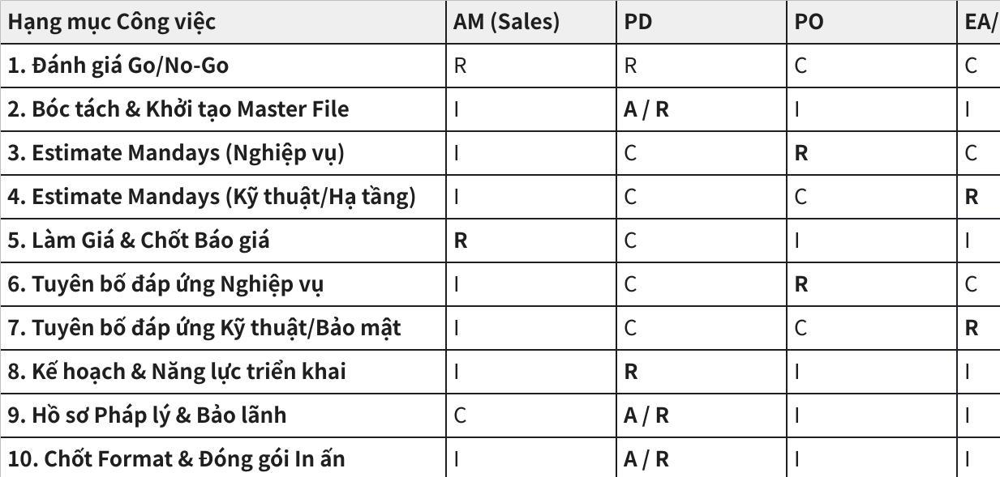 Hạng mục Công việc AM (Sales) PD PO EA/
1. Đánh giá Go/No-Go R R C C
2. Bóc tách & Khởi tạo Master File I A / R I I
3. Estimate Mandays (Nghiệp vụ) I C R C
4. Estimate Mandays (Kỹ thuật/Hạ tầng) I C C R
5. Làm Giá & Chốt Báo giá R C I I
6. Tuyên bố đáp ứng Nghiệp vụ I C R C
7. Tuyên bố đáp ứng Kỹ thuật/Bảo mật I C C R
8. Kế hoạch & Năng lực triển khai I R I I
9. Hồ sơ Pháp lý & Bảo lãnh C A / R I I
10. Chốt Format & Đóng gói In ấn I A / R I I